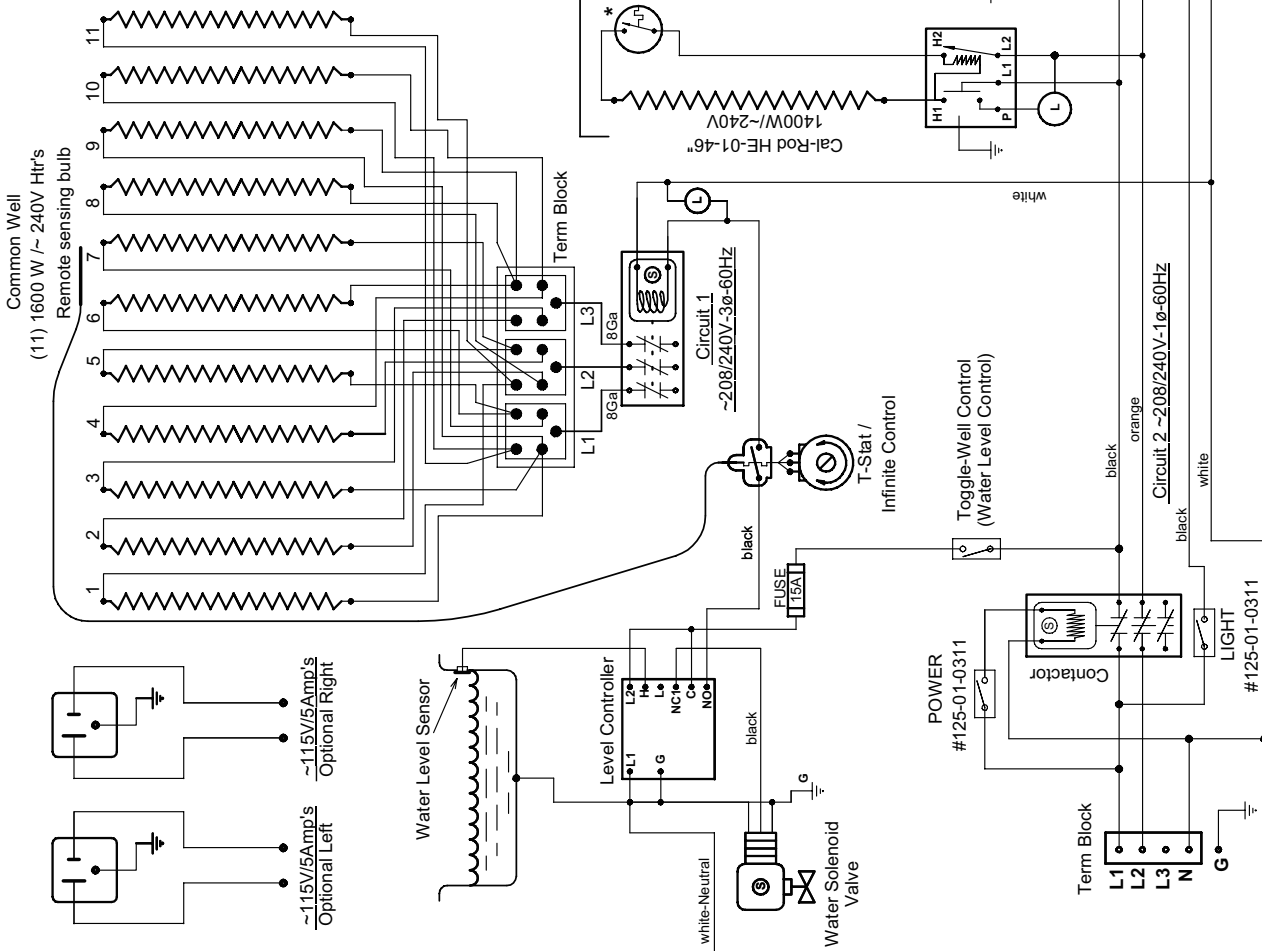 Common Well
(11) 1600 W /~ 240V Htr's
Remote sensing bulb
1
2
3
4
5
6
7
8
9
10
11
Term Block
L1
L2
L3
8Ga
8Ga
S
L
Circuit 1
~208/240V-3ø-60Hz
white
*
Cal-Rod HE-01-46"
1400W/~240V
H1
H2
P
L1
L2
L
~115V/5Amp's
Optional Left
~115V/5Amp's
Optional Right
Water Level Sensor
Level Controller
L1
G
L2
H
L
NC1
C
NO
black
black
FUSE
15A
T-Stat /
Infinite Control
Toggle-Well Control
(Water Level Control)
white-Neutral
G
S
Water Solenoid
Valve
POWER
#125-01-0311
S
Contactor
LIGHT
#125-01-0311
black
orange
Circuit 2 ~208/240V-1ø-60Hz
black
white
Term Block
L1
L2
L3
N
G